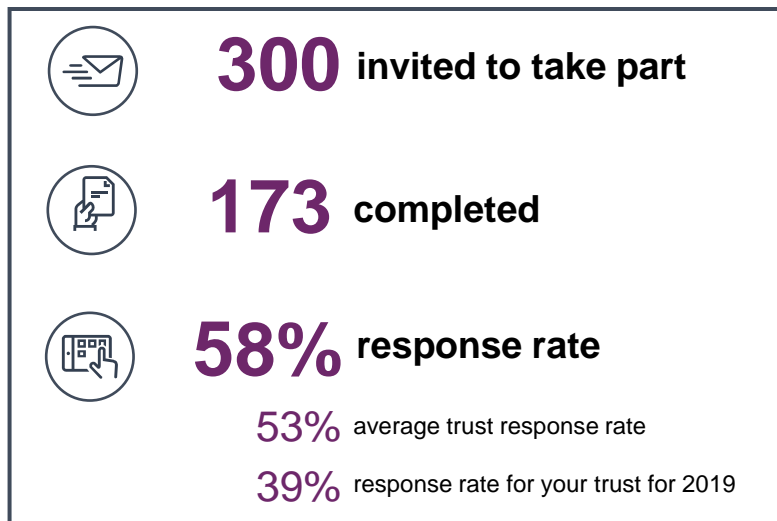 300 invited to take part
173 completed
58% response rate
53% average trust response rate
39% response rate for your trust for 2019